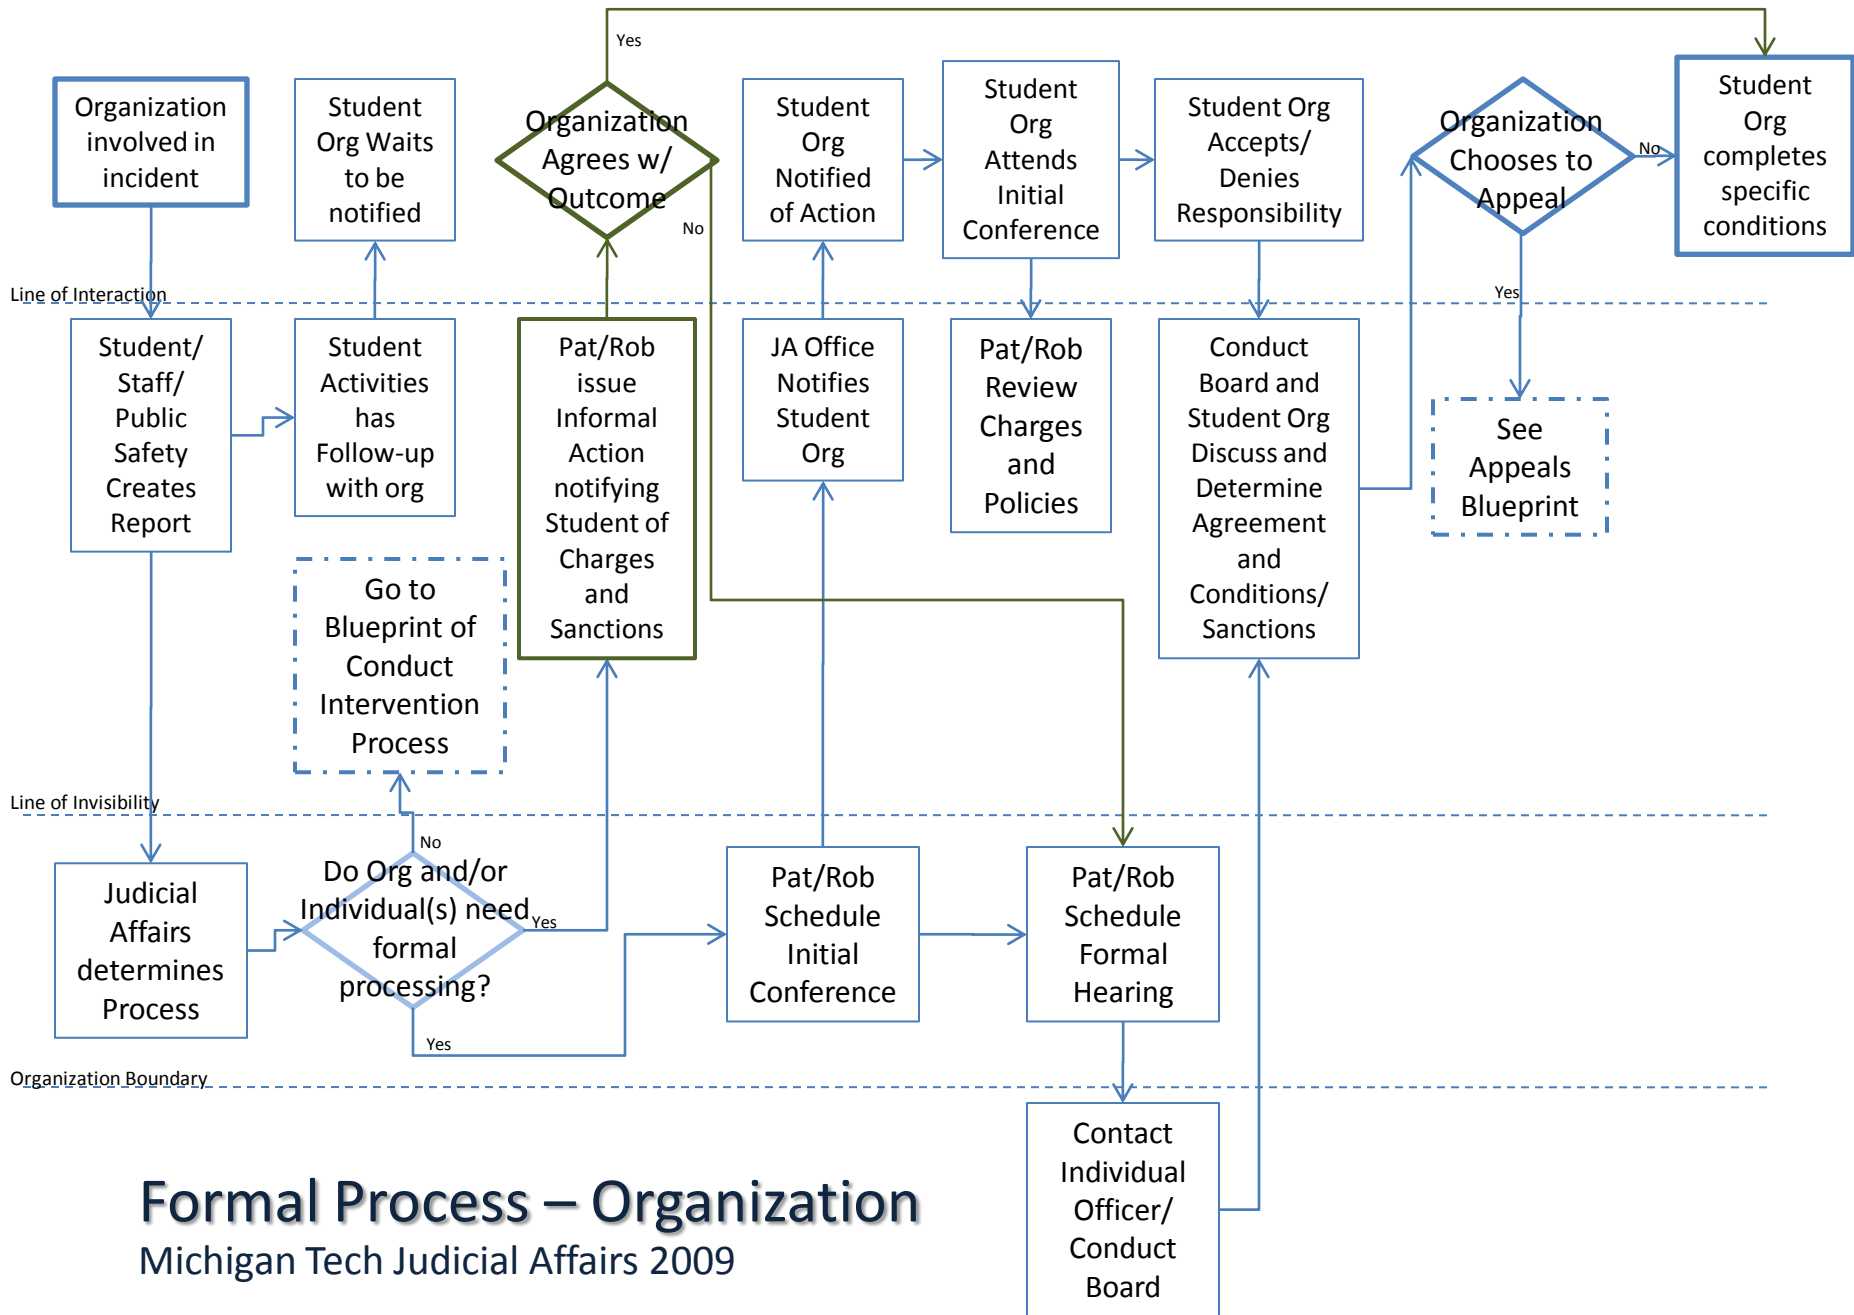 Yes
Organization
involved in
incident
Student
Org Waits
to be
notified
Organization
Agrees w/
Outcome
No
Student
Org
Notified
of Action
Student
Org
Attends
Initial
Conference
Student Org
Accepts/
Denies
Responsibility
Organization
Chooses to
Appeal
No
Yes
Student
Org
completes
specific
conditions
Line of Interaction
Student/
Staff/
Public
Safety
Creates
Report
Student
Activities
has
Follow-up
with org
Pat/Rob
issue
Informal
Action
notifying
Student of
Charges
and
Sanctions
JA Office
Notifies
Student
Org
Pat/Rob
Review
Charges
and
Policies
Conduct
Board and
Student Org
Discuss and
Determine
Agreement
and
Conditions/
Sanctions
See
Appeals
Blueprint
Go to
Blueprint of
Conduct
Intervention
Process
Line of Invisibility
Judicial
Affairs
determines
Process
No
Do Org and/or
Individual(s) need
formal
processing?
Yes
Yes
Pat/Rob
Schedule
Initial
Conference
Pat/Rob
Schedule
Formal
Hearing
Organization Boundary
Contact
Individual
Officer/
Conduct
Board
Formal Process – Organization
Michigan Tech Judicial Affairs 2009